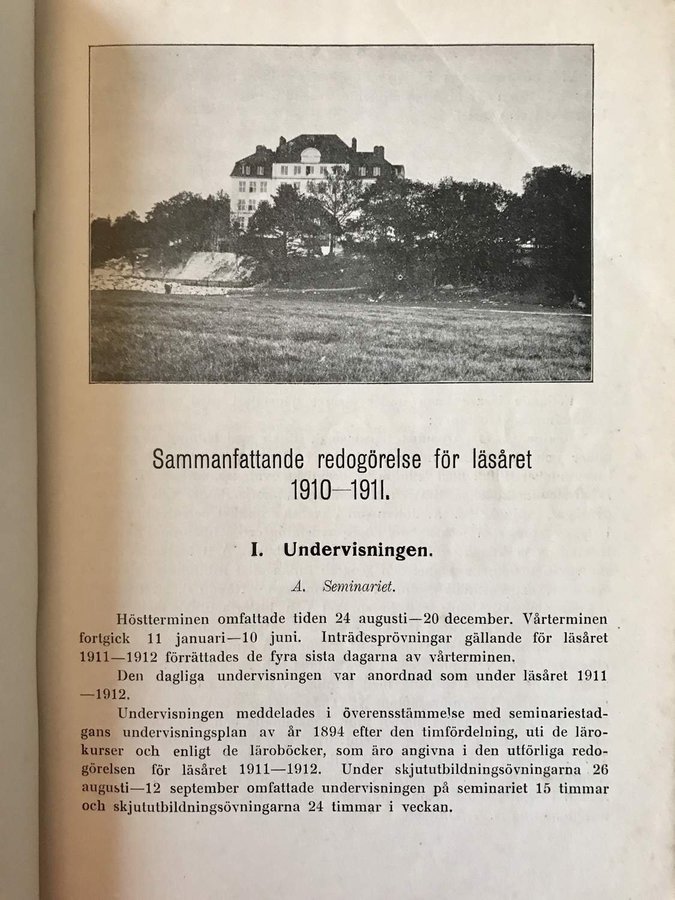 Sammanfattande redogörelse för läsåret
1910—1911.
I. Undervisningen.
A. Seminariet.
Höstterminen omfattade tiden 24 augusti—20 december. Vårterminen
fortgick 11 januari—10 juni. Inträdesprövningar gällande för läsåret
1911—1912 förrättades de fyra sista dagarna av vårterminen.
Den dagliga undervisningen var anordnad som under läsåret 1911
—1912.
Undervisningen meddelades i överensstämmelse med seminariestad-
gans undervisningsplan av år 1894 efter den timfördelning, uti de läro-
kurser och enligt de läroböcker, som äro angivna i den utförliga redo-
görelsen för läsåret 1911—1912. Under skjututbildningsövningarna 26
augusti—12 september omfattade undervisningen på seminariet 15 timmar
och skjututbildningsövningarna 24 timmar i veckan.